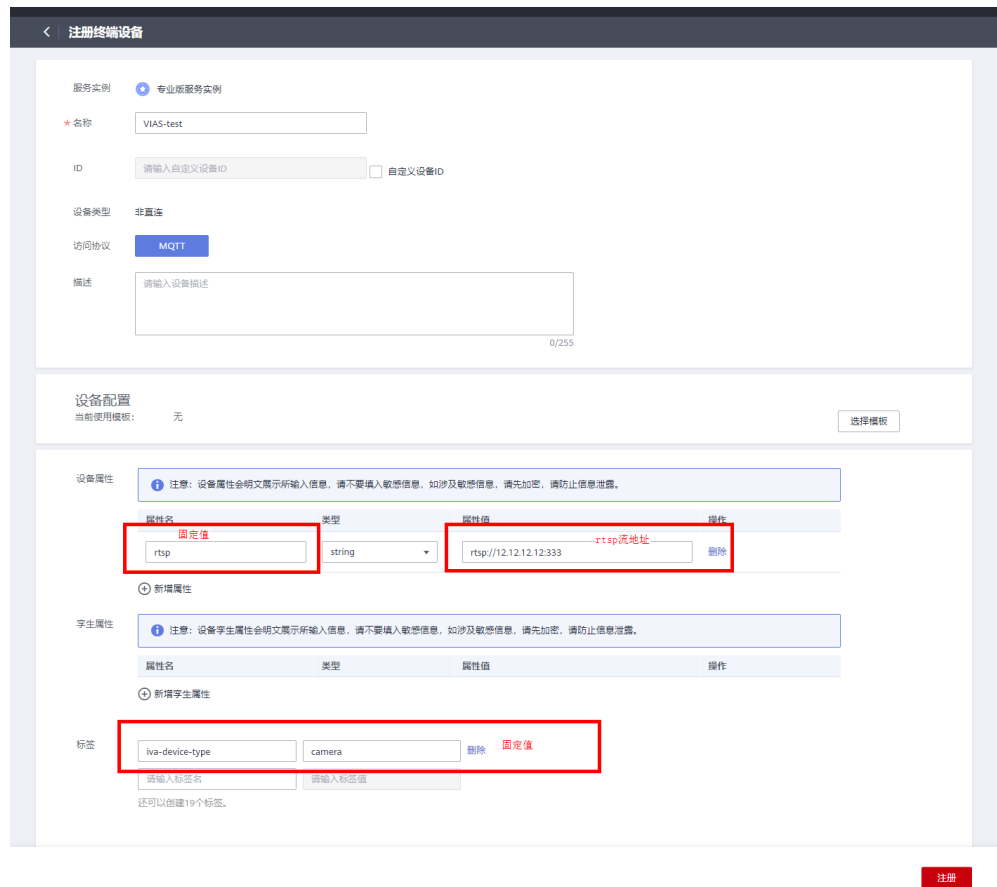 注册终端设备
服务实例 专业版服务实例
* 名称 VIAS-test
ID 请输入自定义设备ID 自定义设备ID
设备类型 非直连
访问协议 MQTT
描述 请输入设备描述
0/255
设备配置
当前使用模板: 无
选择模板
设备属性 注意：设备属性会明文展示所输入信息，请不要填入敏感信息，如涉及敏感信息，请先加密，请防止信息泄露。
属性名 类型 属性值 操作
固定值 rtsp流地址
rtsp string rtsp://12.12.12.12:333 删除
新增属性
孪生属性 注意：设备孪生属性会明文展示所输入信息，请不要填入敏感信息，如涉及敏感信息，请先加密，请防止信息泄露。
属性名 类型 属性值 操作
新增孪生属性
标签 iva-device-type camera 删除 固定值
请输入标签名 请输入标签值
还可以创建19个标签。
注册